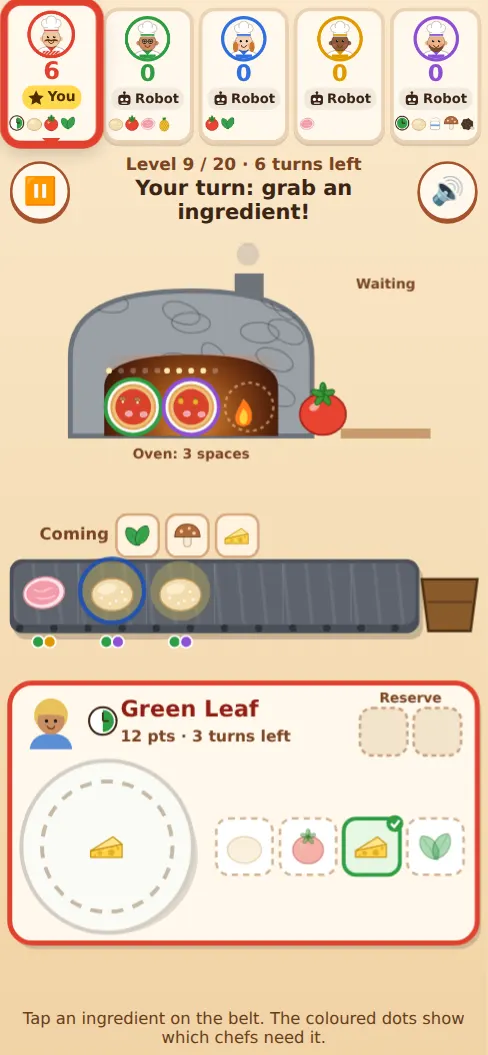 6
You
0
Robot
0
Robot
0
Robot
0
Robot
Level 9 / 20 · 6 turns left
Your turn: grab an
ingredient!
Waiting
Oven: 3 spaces
Coming
Green Leaf
12 pts · 3 turns left
Reserve
Tap an ingredient on the belt. The coloured dots show
which chefs need it.